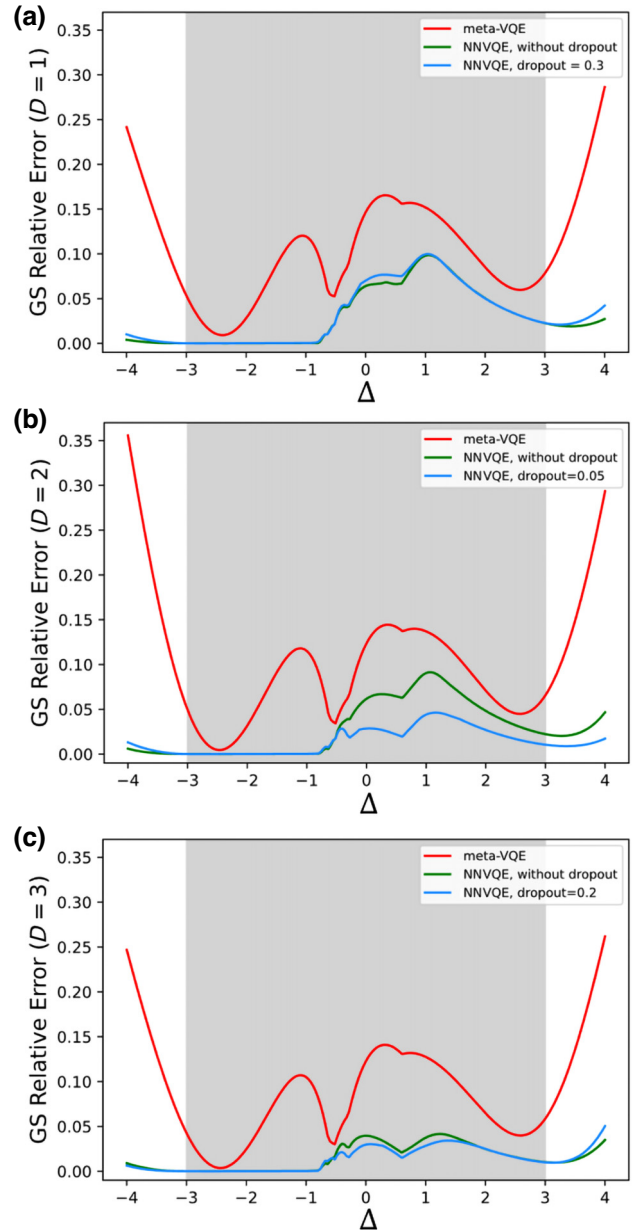 (a)
0.35
0.30
0.25
0.20
0.15
0.10
0.05
0.00
GS Relative Error (D = 1)
meta-VQE
NNVQE, without dropout
NNVQE, dropout = 0.3
−4 −3 −2 −1 0 1 2 3 4
Δ
(b)
0.35
0.30
0.25
0.20
0.15
0.10
0.05
0.00
GS Relative Error (D = 2)
meta-VQE
NNVQE, without dropout
NNVQE, dropout=0.05
−4 −3 −2 −1 0 1 2 3 4
Δ
(c)
0.35
0.30
0.25
0.20
0.15
0.10
0.05
0.00
GS Relative Error (D = 3)
meta-VQE
NNVQE, without dropout
NNVQE, dropout=0.2
−4 −3 −2 −1 0 1 2 3 4
Δ